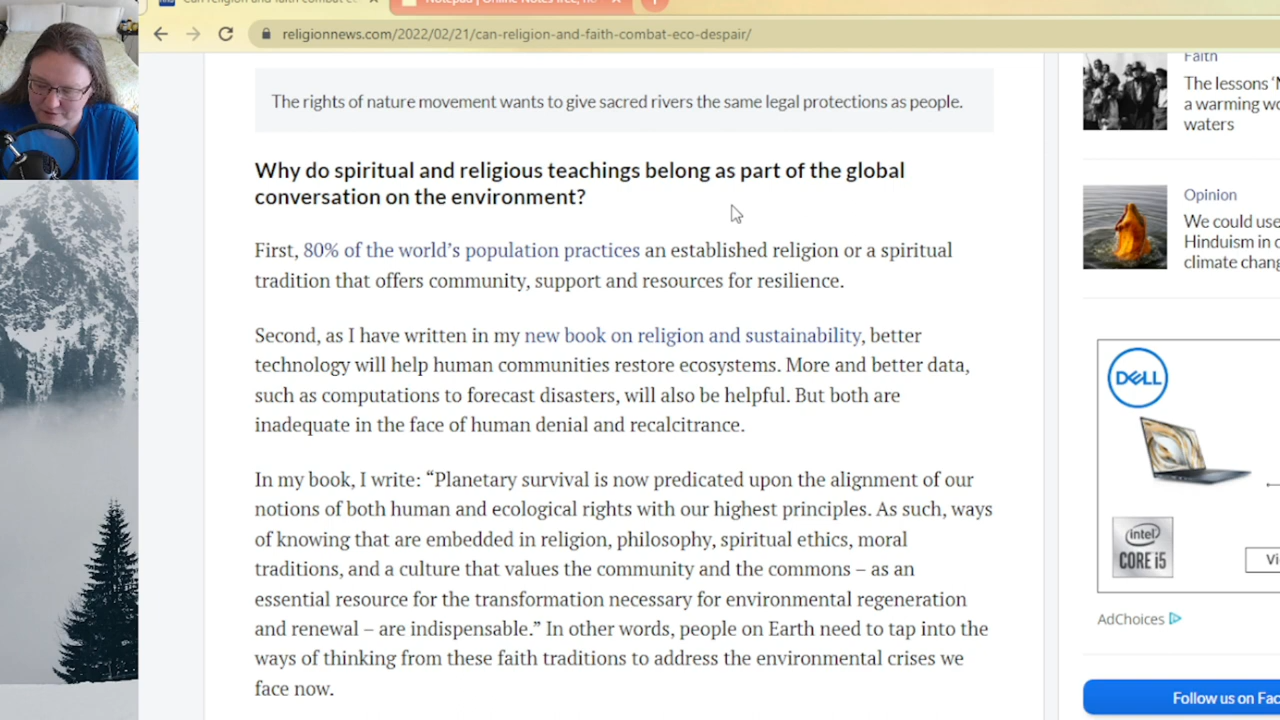 Can religion and faith combat e
Notepad | Online Notes free, n
religionnews.com/2022/02/21/can-religion-and-faith-combat-eco-despair/
The rights of nature movement wants to give sacred rivers the same legal protections as people.
Why do spiritual and religious teachings belong as part of the global
conversation on the environment?
First, 80% of the world's population practices an established religion or a spiritual
tradition that offers community, support and resources for resilience.
Second, as I have written in my new book on religion and sustainability, better
technology will help human communities restore ecosystems. More and better data,
such as computations to forecast disasters, will also be helpful. But both are
inadequate in the face of human denial and recalcitrance.
In my book, I write: “Planetary survival is now predicated upon the alignment of our
notions of both human and ecological rights with our highest principles. As such, ways
of knowing that are embedded in religion, philosophy, spiritual ethics, moral
traditions, and a culture that values the community and the commons – as an
essential resource for the transformation necessary for environmental regeneration
and renewal – are indispensable.” In other words, people on Earth need to tap into the
ways of thinking from these faith traditions to address the environmental crises we
face now.
Faith
The lessons
a warming
waters
Opinion
We could use
Hinduism in
climate
DELL
intel
CORE i5
AdChoices
Follow us on